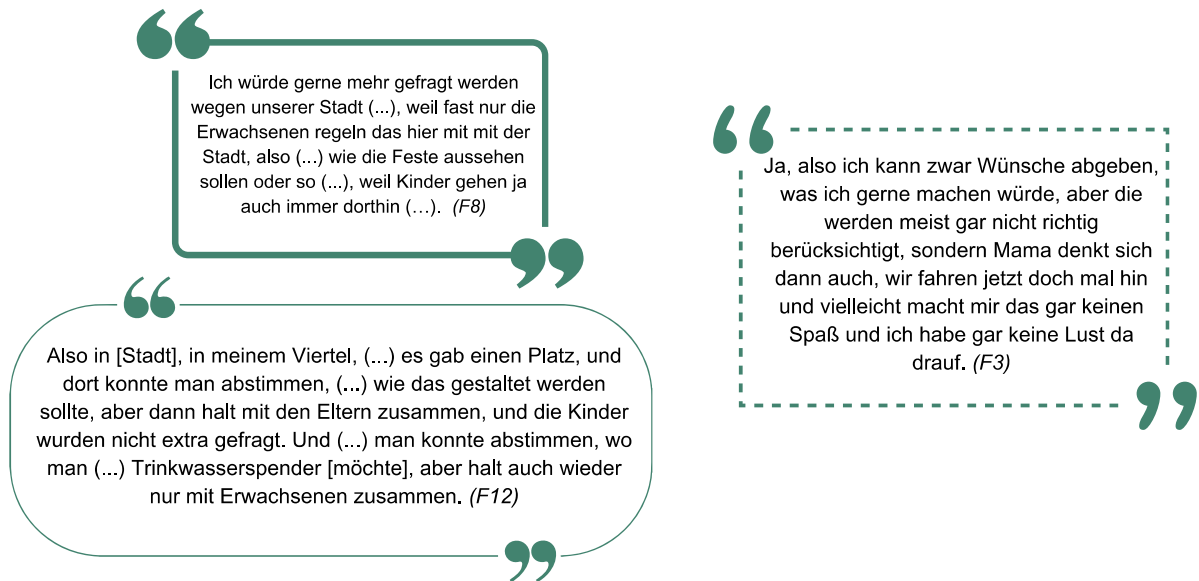 Ich würde gerne mehr gefragt werden
wegen unserer Stadt (...), weil fast nur die
Erwachsenen regeln das hier mit mit der
Stadt, also (...) wie die Feste aussehen
sollen oder so (...), weil Kinder gehen ja
auch immer dorthin (…). (F8)
Also in [Stadt], in meinem Viertel, (...) es gab einen Platz, und
dort konnte man abstimmen, (...) wie das gestaltet werden
sollte, aber dann halt mit den Eltern zusammen, und die Kinder
wurden nicht extra gefragt. Und (...) man konnte abstimmen, wo
man (...) Trinkwasserspender [möchte], aber halt auch wieder
nur mit Erwachsenen zusammen. (F12)
Ja, also ich kann zwar Wünsche abgeben,
was ich gerne machen würde, aber die
werden meist gar nicht richtig
berücksichtigt, sondern Mama denkt sich
dann auch, wir fahren jetzt doch mal hin
und vielleicht macht mir das gar keinen
Spaß und ich habe gar keine Lust da
drauf. (F3)